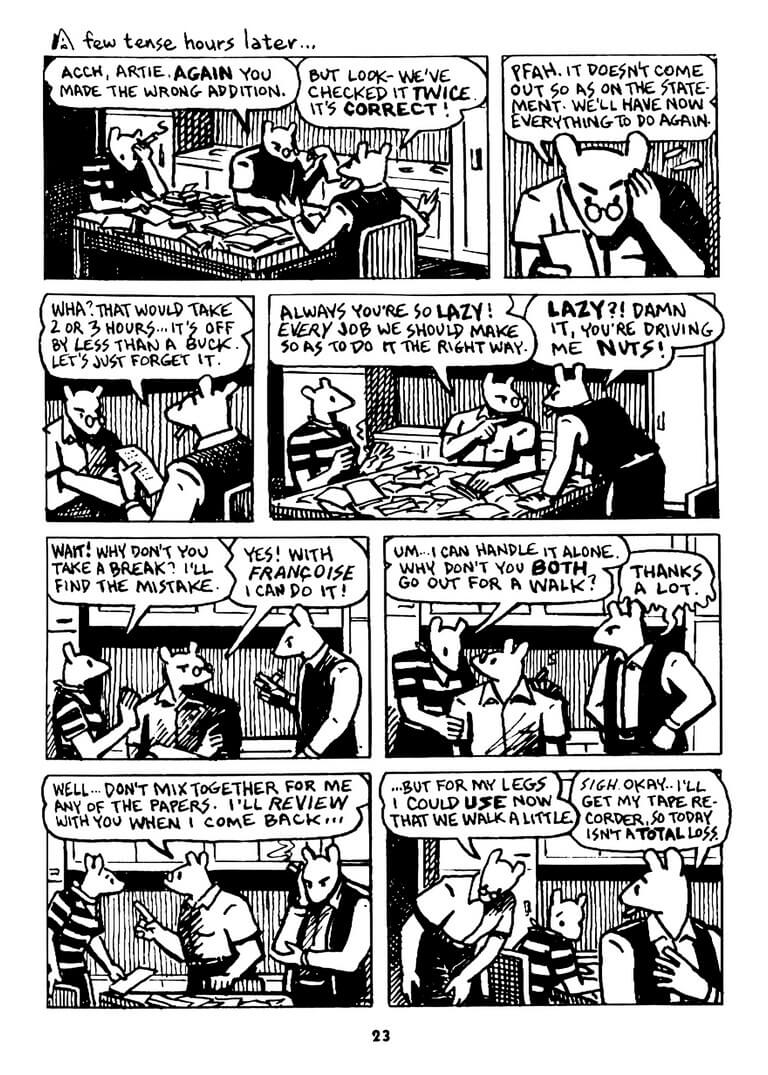 A few tense hours later...
ACCH, ARTIE. AGAIN YOU
MADE THE WRONG ADDITION.
BUT LOOK- WE'VE
CHECKED IT TWICE.
IT'S CORRECT!
PFAH. IT DOESN'T COME
OUT SO AS ON THE STATE-
MENT. WE'LL HAVE NOW
EVERYTHING TO DO AGAIN.
WHA? THAT WOULD TAKE
2 OR 3 HOURS... IT'S OFF
BY LESS THAN A BUCK.
LET'S JUST FORGET IT.
ALWAYS YOU'RE SO LAZY!
EVERY JOB WE SHOULD MAKE
SO AS TO DO IT THE RIGHT WAY.
LAZY?! DAMN
IT, YOU'RE DRIVING
ME NUTS!
WAIT! WHY DON'T YOU
TAKE A BREAK? I'LL
FIND THE MISTAKE.
YES! WITH
FRANÇOISE
I CAN DO IT!
UM... I CAN HANDLE IT ALONE.
WHY DON'T YOU BOTH
GO OUT FOR A WALK?
THANKS
A LOT.
WELL... DON'T MIX TOGETHER FOR ME
ANY OF THE PAPERS. I'LL REVIEW
WITH YOU WHEN I COME BACK...
...BUT FOR MY LEGS
I COULD USE NOW
THAT WE WALK A LITTLE.
SIGH. OKAY.. I'LL
GET MY TAPE RE-
CORDER, SO TODAY
ISN'T A TOTAL LOSS.
23